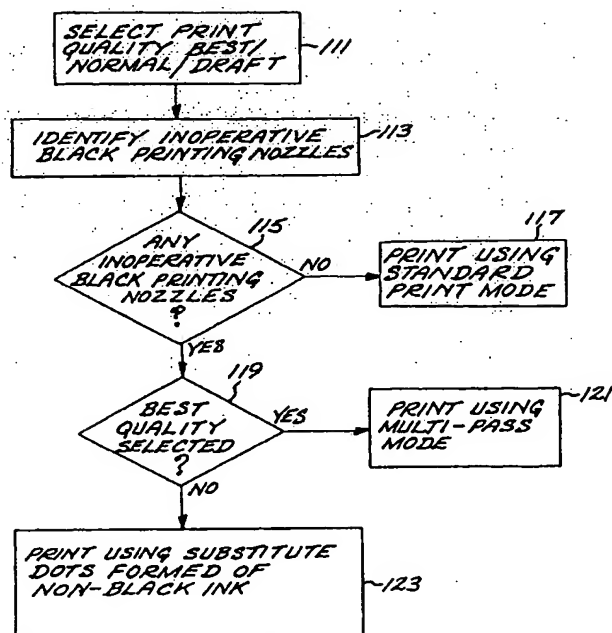 SELECT PRINT
QUALITY BEST/
NORMAL/DRAFT
111
IDENTIFY INOPERATIVE
BLACK PRINTING NOZZLES
113
ANY
INOPERATIVE
BLACK PRINTING
NOZZLES
?
115
NO
117
PRINT USING
STANDARD
PRINT MODE
YES
119
BEST
QUALITY
SELECTED
?
YES
121
PRINT USING
MULTI-PASS
MODE
NO
PRINT USING SUBSTITUTE
DOTS FORMED OF
NON-BLACK INK
123